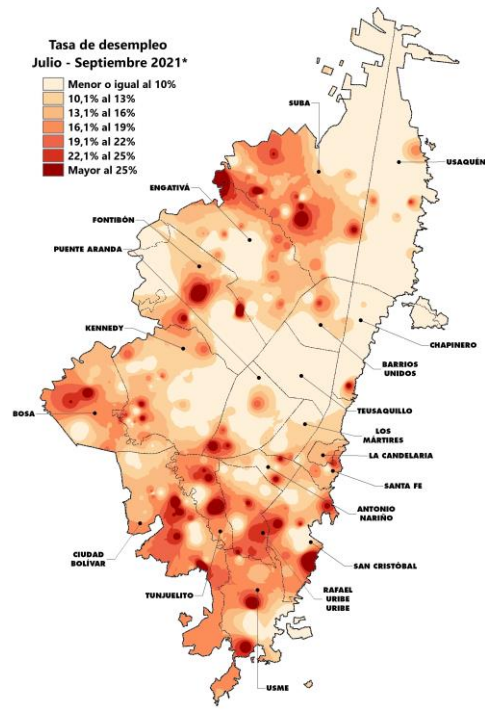 Tasa de desempleo
Julio - Septiembre 2021*
Menor o igual al 10%
10,1% al 13%
13,1% al 16%
16,1% al 19%
19,1% al 22%
22,1% al 25%
Mayor al 25%
SUBA
USAQUÉN
ENGATIVÁ
FONTIBÓN
PUENTE ARANDA
KENNEDY
CHAPINERO
BARRIOS
UNIDOS
BOSA
TEUSAQUILLO
LOS
MÁRTIRES
LA CANDELARIA
SANTA FE
ANTONIO
NARIÑO
CIUDAD
BOLÍVAR
SAN CRISTÓBAL
TUNJUELITO
RAFAEL
URIBE
URIBE
USME